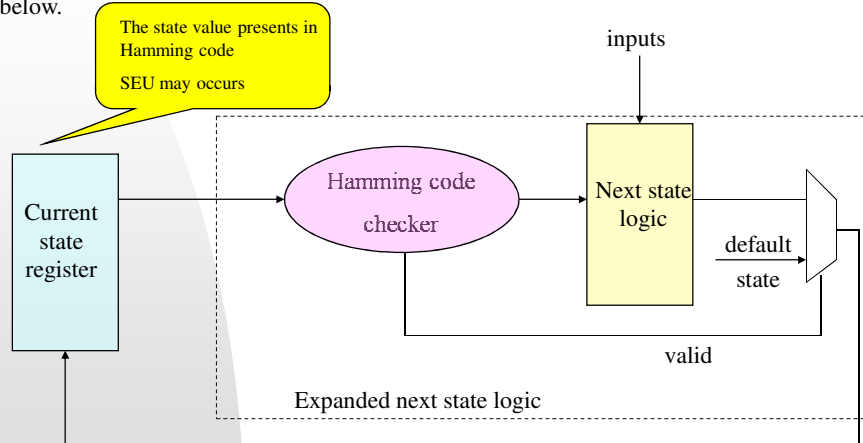 below.
The state value presents in
Hamming code
SEU may occurs
inputs
Current
state
register
Hamming code
checker
Next state
logic
default
state
valid
Expanded next state logic